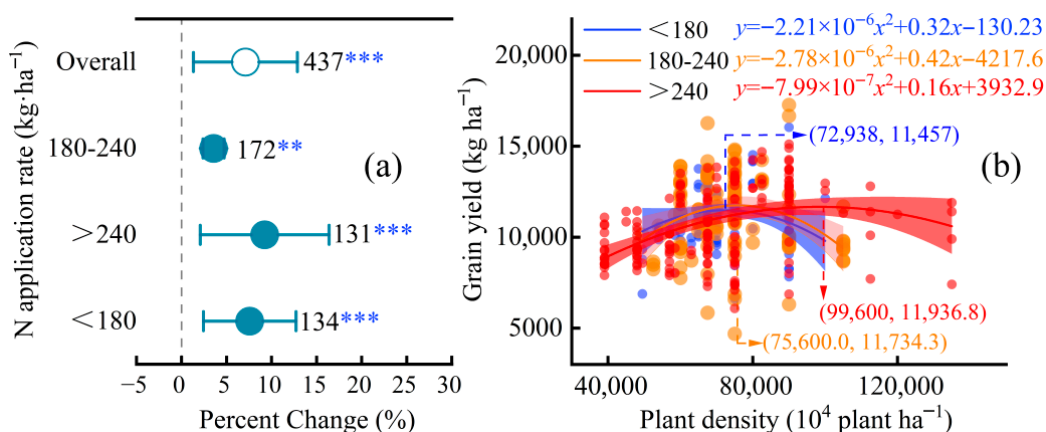 N application rate (kg·ha⁻¹)
Overall
437***
180-240
172**
(a)
>240
131***
<180
134***
−5 0 5 10 15 20 25 30
Percent Change (%)
Grain yield (kg ha⁻¹)
20,000
15,000
10,000
5000
<180 y=−2.21×10⁻⁶x²+0.32x−130.23
180-240 y=−2.78×10⁻⁶x²+0.42x−4217.6
>240 y=−7.99×10⁻⁷x²+0.16x+3932.9
(72,938, 11,457)
(b)
(99,600, 11,936.8)
(75,600.0, 11,734.3)
40,000 80,000 120,000
Plant density (10⁴ plant ha⁻¹)